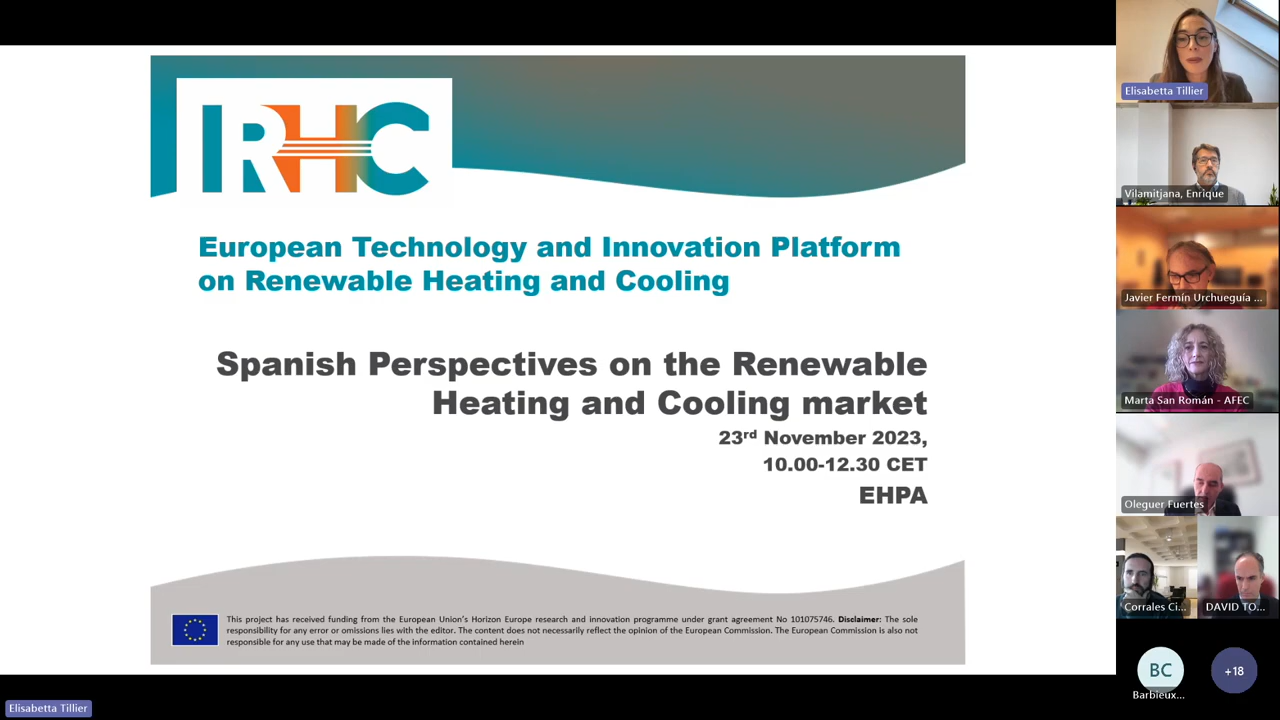 RHC
European Technology and Innovation Platform
on Renewable Heating and Cooling
Spanish Perspectives on the Renewable
Heating and Cooling market
23rd November 2023,
10.00-12.30 CET
EHPA
This project has received funding from the European Union's Horizon Europe research and innovation programme under grant agreement No 101075746. Disclaimer: The sole
responsibility for any error or omissions lies with the editor. The content does not necessarily reflect the opinion of the European Commission. The European Commission is also not
responsible for any use that may be made of the information contained herein
Elisabetta Tillier
Elisabetta Tillier
Vilamitjana, Enrique
Javier Fermín Urchueguía ...
Marta San Román - AFEC
Oleguer Fuertes
Corrales Ci...
DAVID TO...
BC
Barbieux...
+18